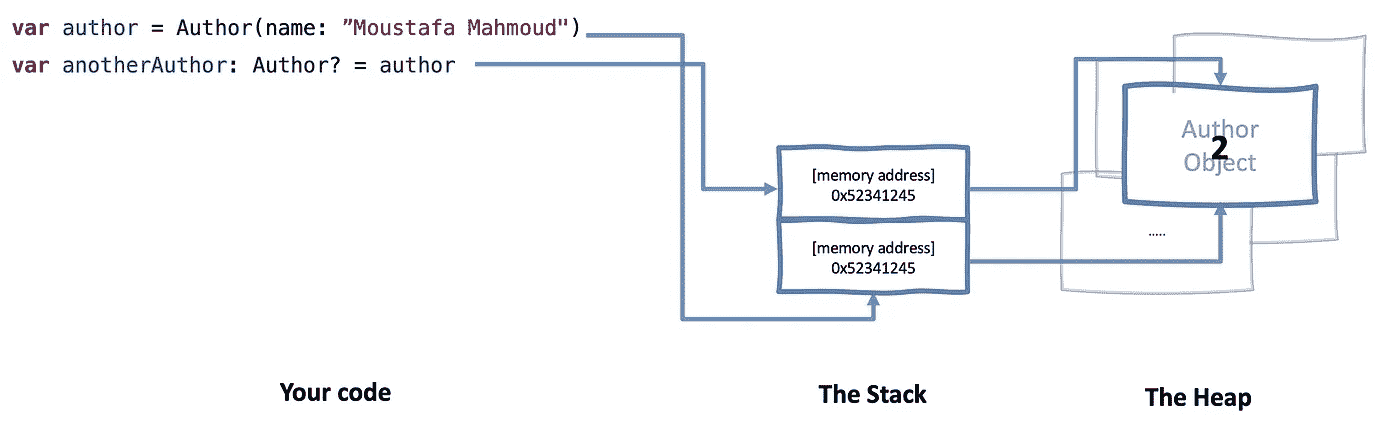 var author = Author(name: ”Moustafa Mahmoud")
var anotherAuthor: Author? = author
[memory address]
0x52341245
[memory address]
0x52341245
Author
Object
2
.....
Your code
The Stack
The Heap